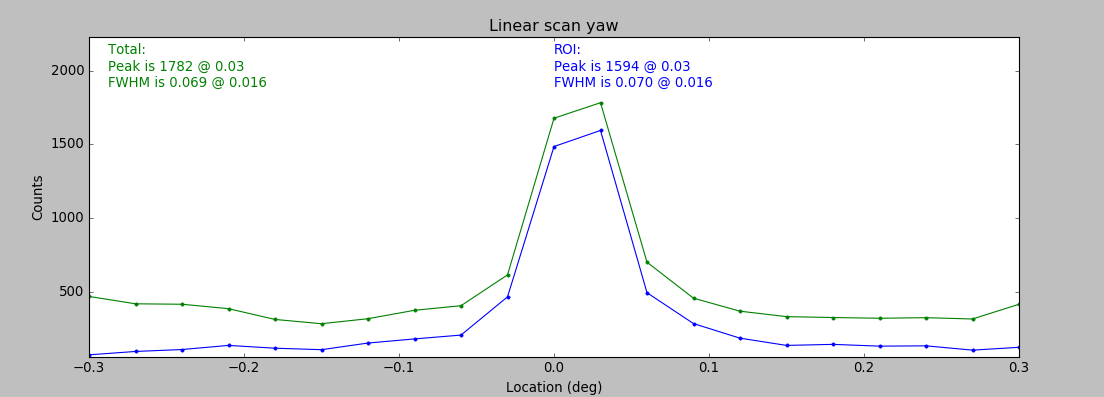 Linear scan yaw
Total:
Peak is 1782 @ 0.03
FWHM is 0.069 @ 0.016
ROI:
Peak is 1594 @ 0.03
FWHM is 0.070 @ 0.016
Counts
2000
1500
1000
500
−0.3 −0.2 −0.1 0.0 0.1 0.2 0.3
Location (deg)